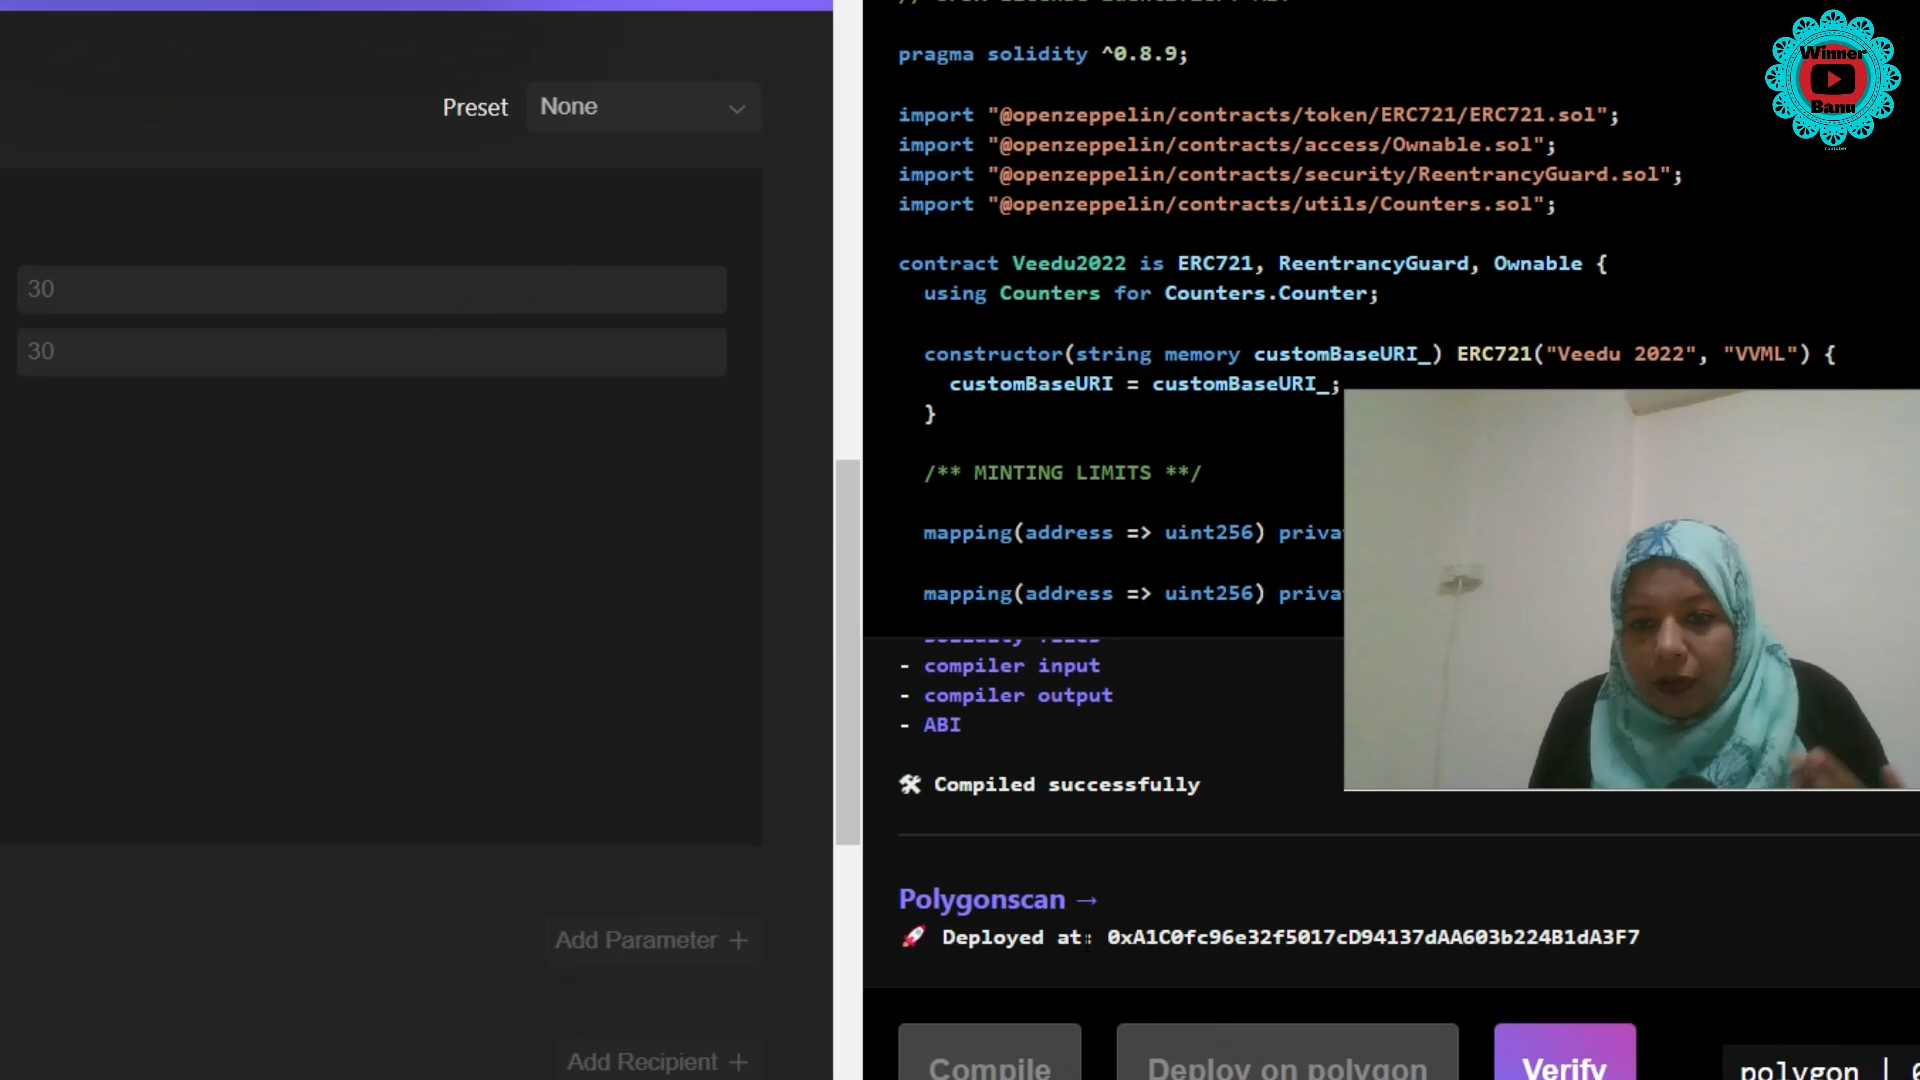 Preset
None
30
30
Add Parameter +
Add Recipient +
pragma solidity ^0.8.9;
import "@openzeppelin/contracts/token/ERC721/ERC721.sol";
import "@openzeppelin/contracts/access/Ownable.sol";
import "@openzeppelin/contracts/security/ReentrancyGuard.sol";
import "@openzeppelin/contracts/utils/Counters.sol";
contract Veedu2022 is ERC721, ReentrancyGuard, Ownable {
using Counters for Counters.Counter;
constructor(string memory customBaseURI_) ERC721("Veedu 2022", "VVML") {
customBaseURI = customBaseURI_;
}
/** MINTING LIMITS **/
mapping(address => uint256) priva
mapping(address => uint256) priva
- compiler input
- compiler output
- ABI
🛠 Compiled successfully
Polygonscan →
🚀 Deployed at: 0xA1C0fc96e32f5017cD94137dAA603b224B1dA3F7
Compile
Deploy on polygon
Verify
polygon |
Winner
Banu